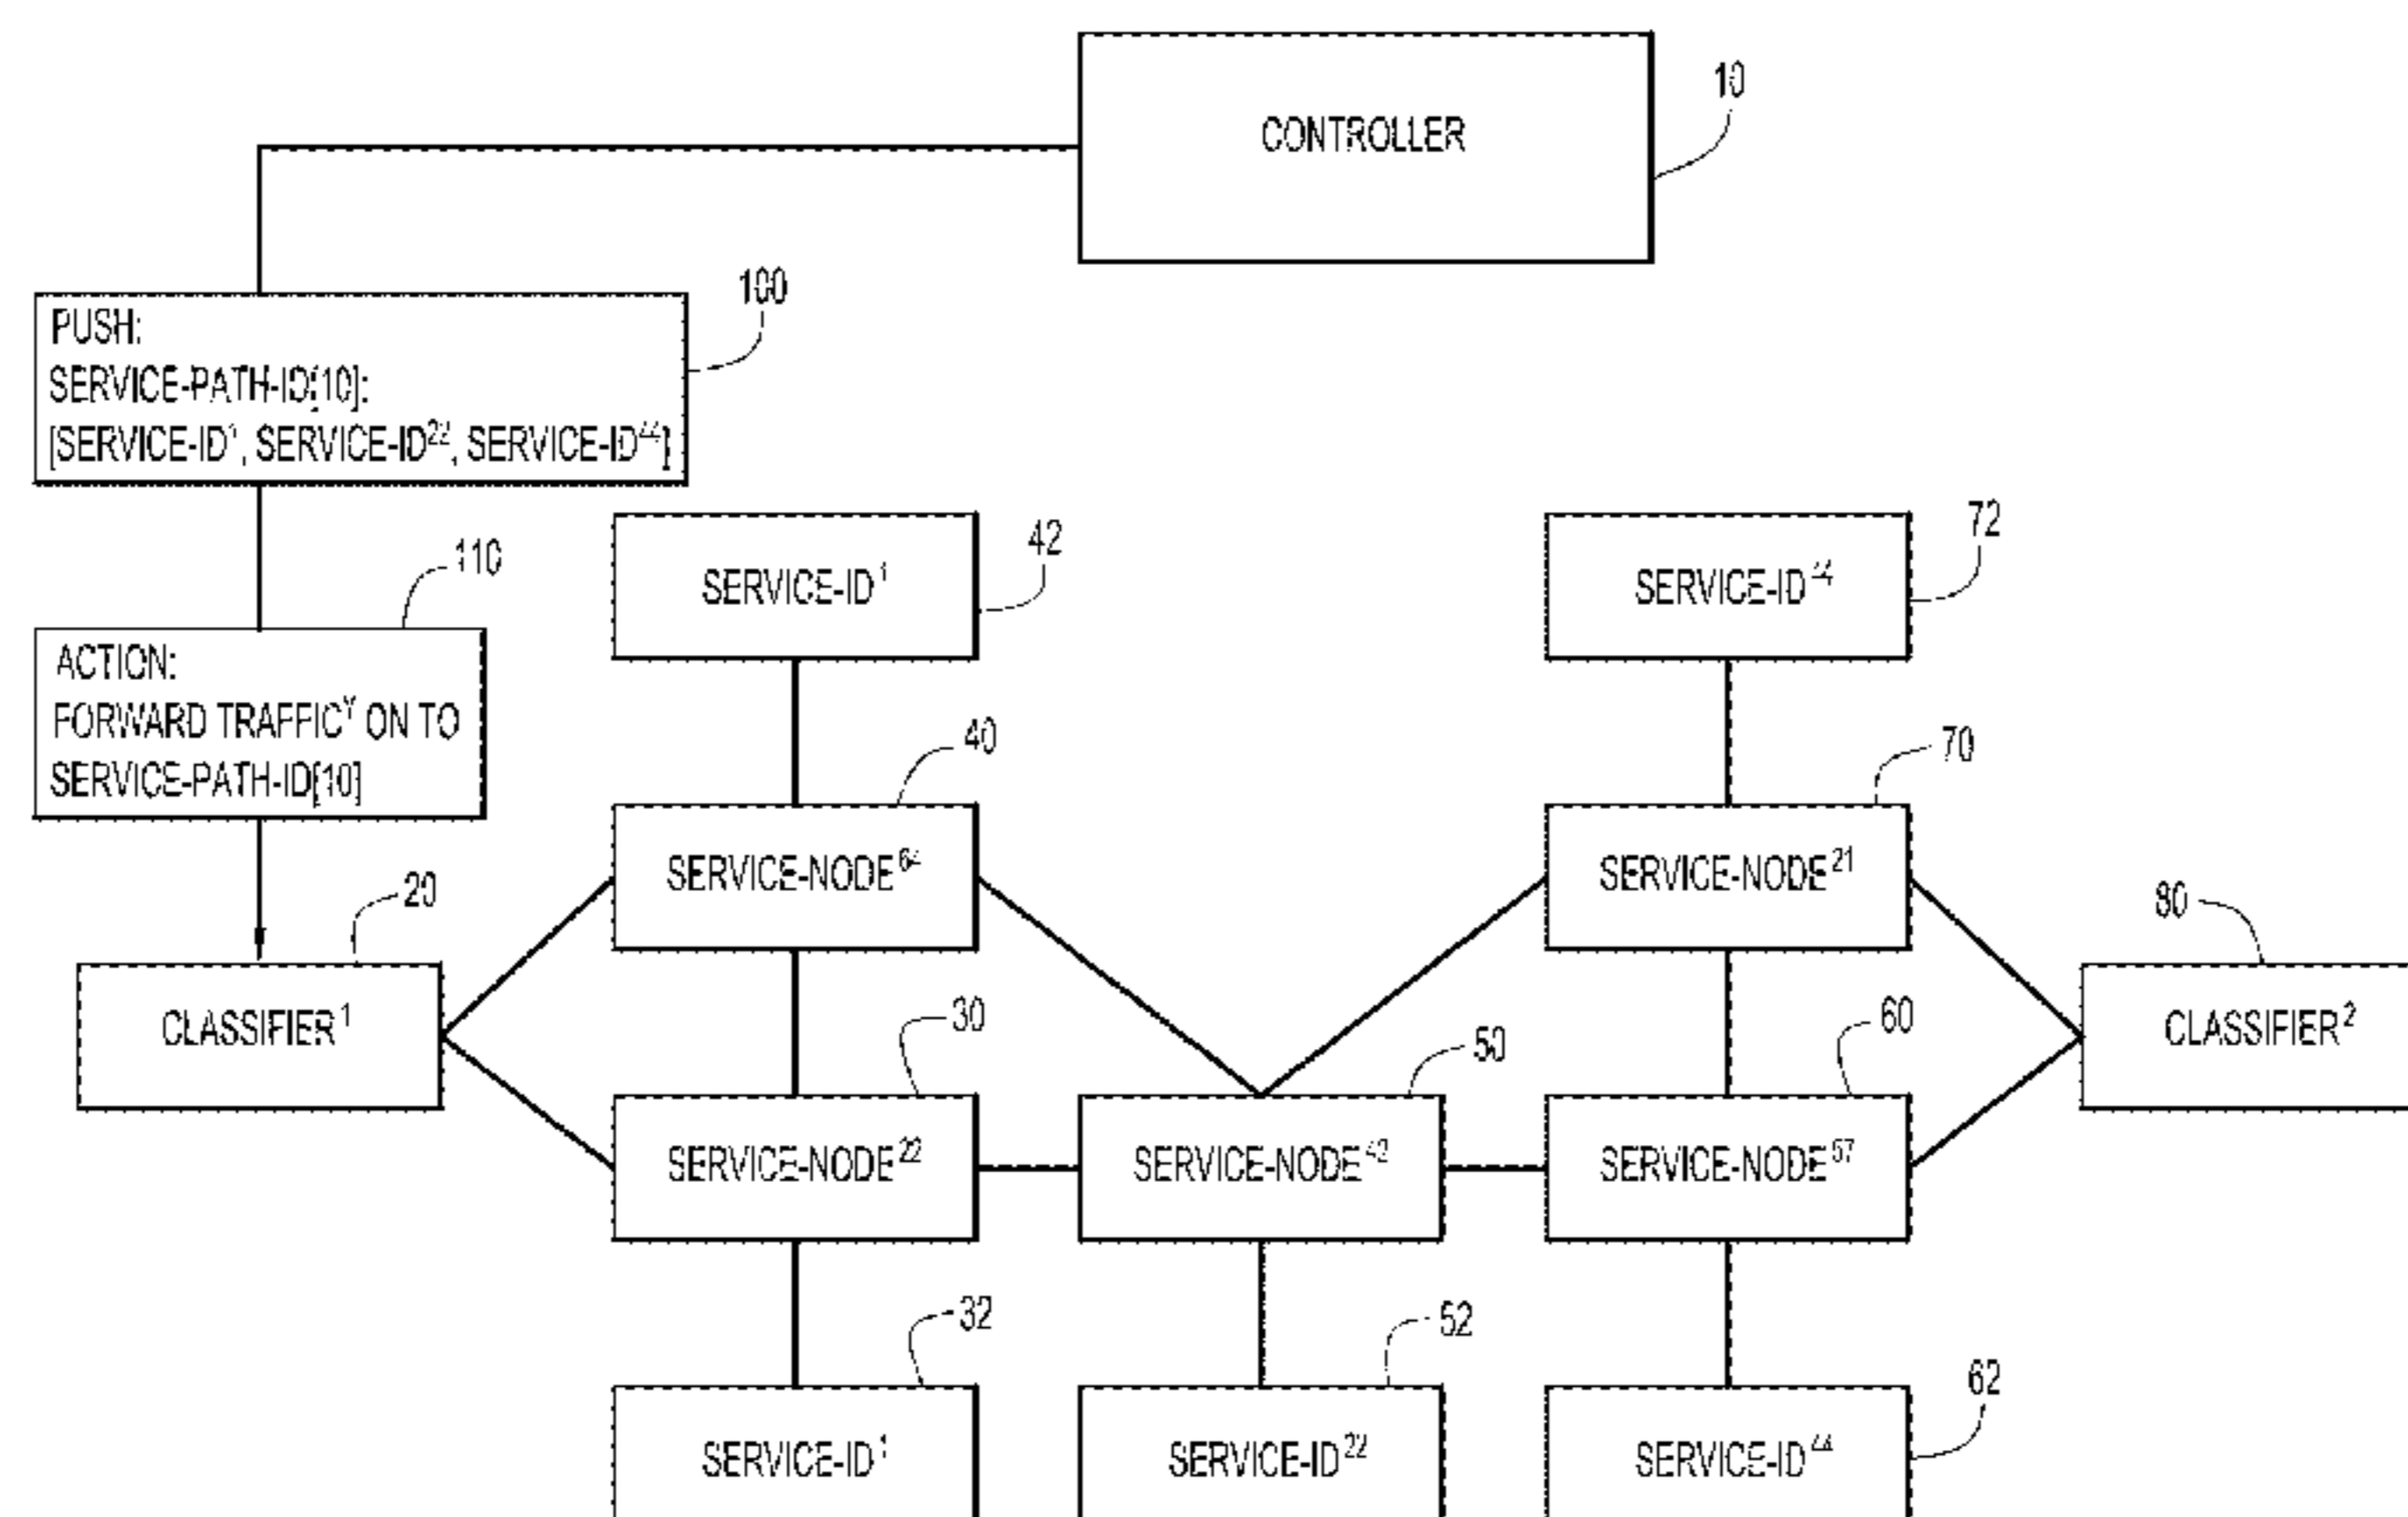 CONTROLLER
10
100
PUSH:
SERVICE-PATH-ID[10]:
[SERVICE-ID¹, SERVICE-ID²², SERVICE-ID⁴⁴]
42
SERVICE-ID¹
72
SERVICE-ID⁴⁴
110
ACTION:
FORWARD TRAFFICʸ ON TO
SERVICE-PATH-ID[10]
40
SERVICE-NODE⁶⁴
70
SERVICE-NODE²¹
20
CLASSIFIER¹
80
CLASSIFIER²
30
SERVICE-NODE²²
50
SERVICE-NODE
60
SERVICE-NODE⁶⁷
32
SERVICE-ID¹
52
SERVICE-ID²²
62
SERVICE-ID⁴⁴